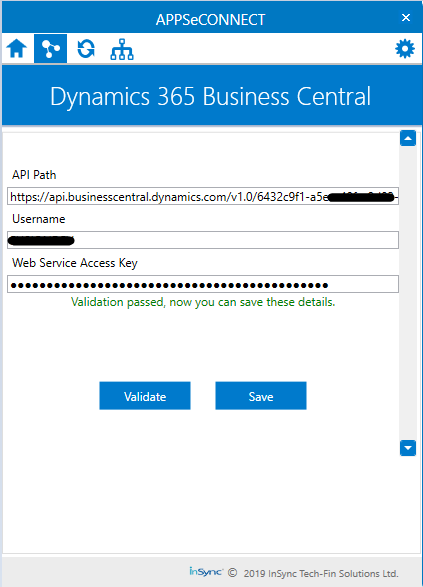 APPSeCONNECT
Dynamics 365 Business Central
API Path
https://api.businesscentral.dynamics.com/v1.0/6432c9f1-a5e
Username
Web Service Access Key
Validation passed, now you can save these details.
Validate Save
inSync © 2019 InSync Tech-Fin Solutions Ltd.